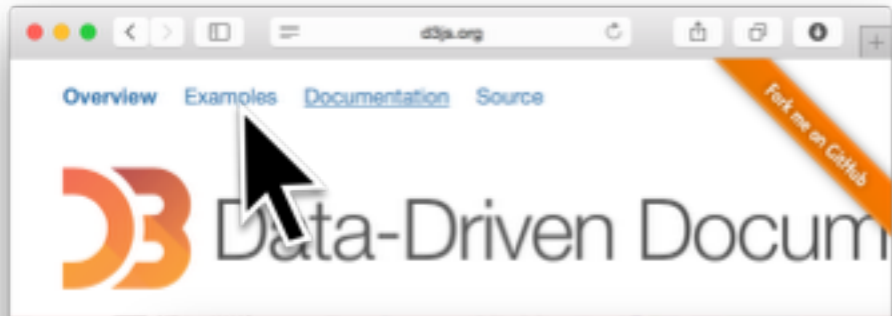 d3js.org
Overview Examples Documentation Source
Fork me on GitHub
D3 Data-Driven Docum